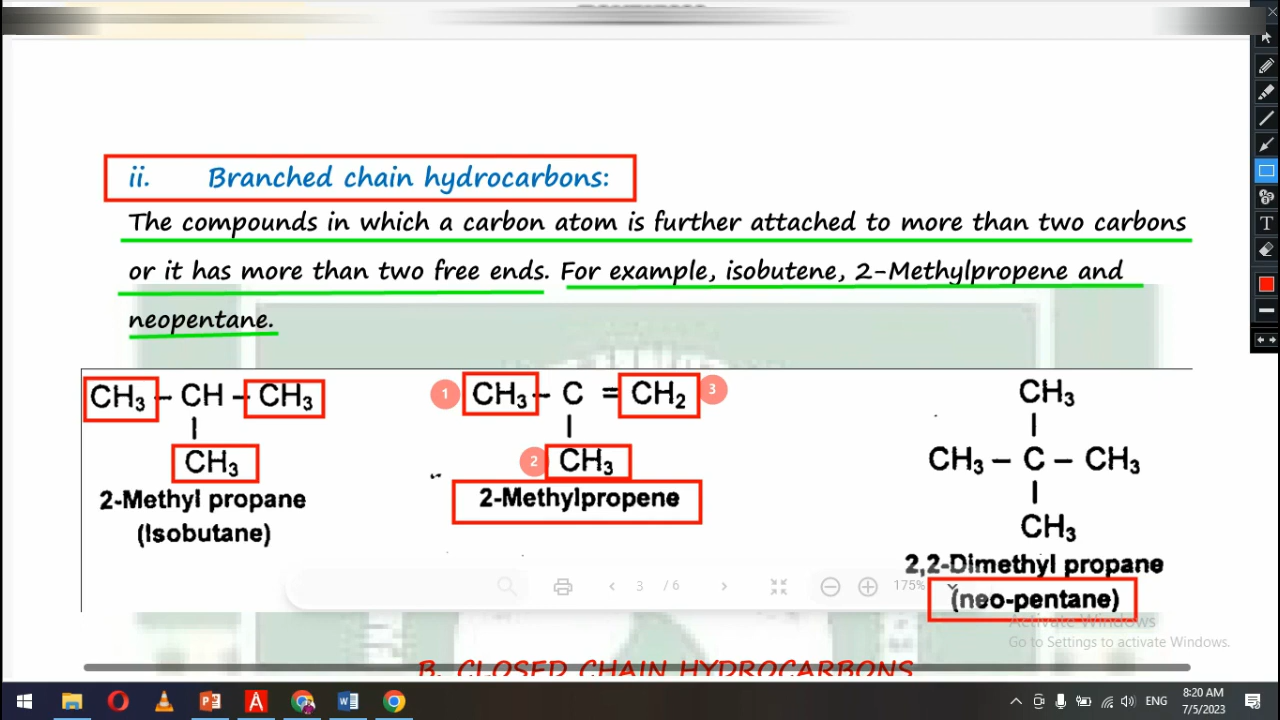 ii. Branched chain hydrocarbons:
The compounds in which a carbon atom is further attached to more than two carbons
or it has more than two free ends. For example, isobutene, 2-Methylpropene and
neopentane.
CH3 – CH – CH3
|
CH3
2-Methyl propane
(Isobutane)
1 CH3 – C = CH2 3
|
2 CH3
2-Methylpropene
CH3
|
CH3 – C – CH3
|
CH3
2,2-Dimethyl propane
(neo-pentane)
3 / 6
175%
Activate Windows
Go to Settings to activate Windows.
B. CLOSED CHAIN HYDROCARBONS
ENG
8:20 AM
7/5/2023